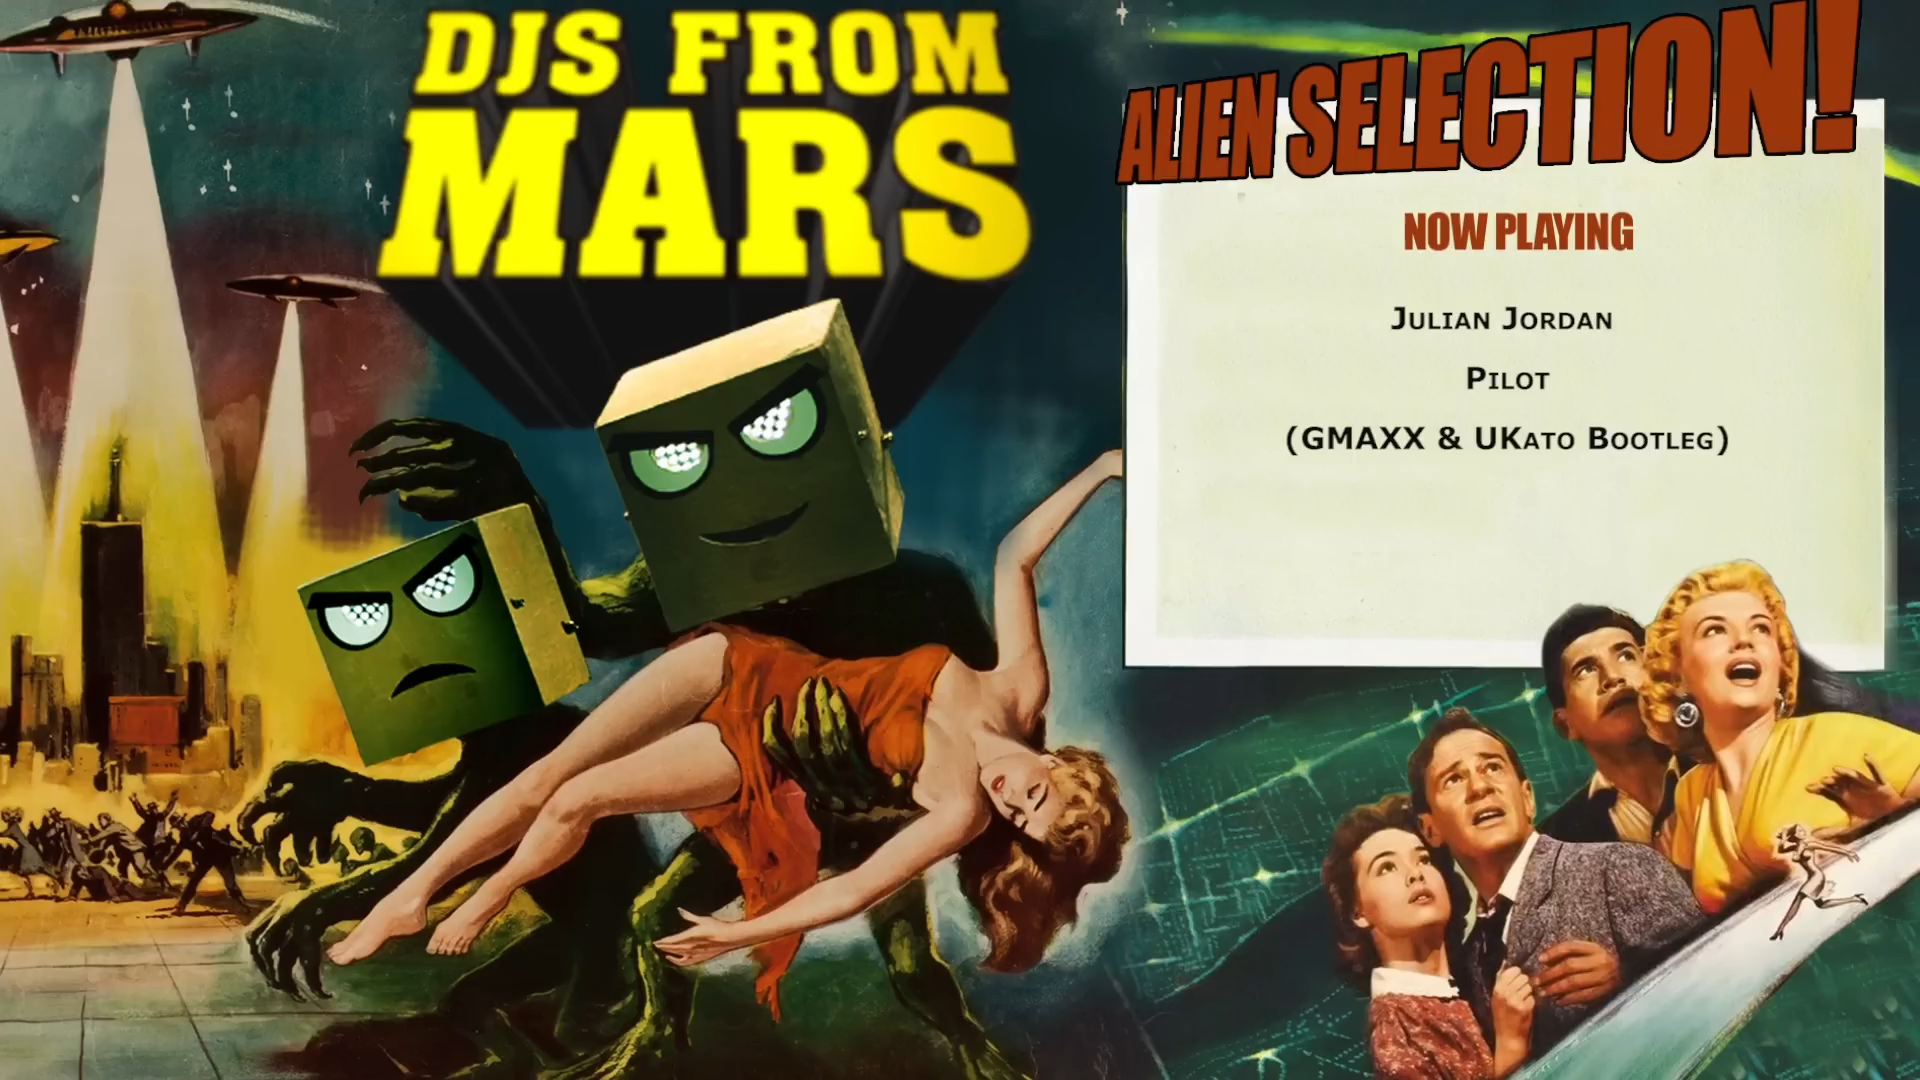 DJS FROM
MARS
ALIEN SELECTION!
NOW PLAYING
Julian Jordan
Pilot
(GMAXX & UKato Bootleg)